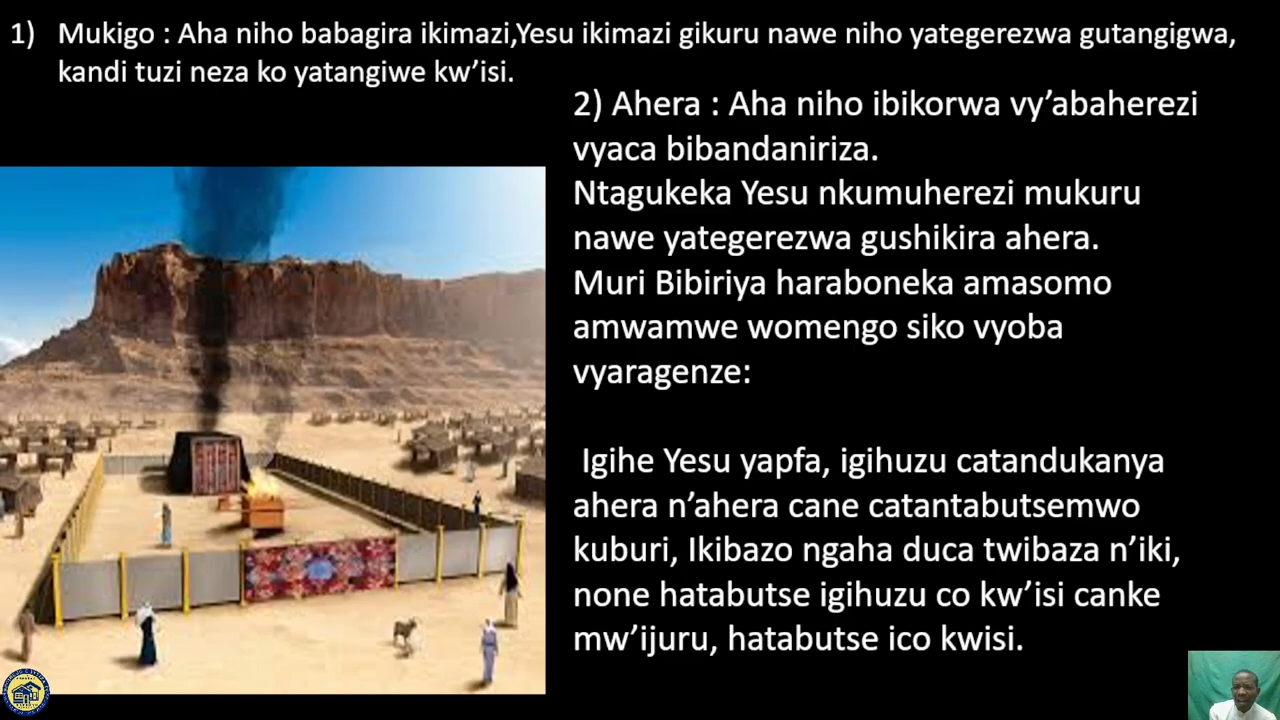 1) Mukigo : Aha niho babagira ikimazi,Yesu ikimazi gikuru nawe niho yategerezwa gutangigwa,
kandi tuzi neza ko yatangiwe kw’isi.
2) Ahera : Aha niho ibikorwa vy’abaherezi
vyaca bibandaniriza.
Ntagukeka Yesu nkumuherezi mukuru
nawe yategerezwa gushikira ahera.
Muri Bibiriya haraboneka amasomo
amwamwe womengo siko vyoba
vyaragenze:
Igihe Yesu yapfa, igihuzu catandukanya
ahera n’ahera cane catantabutsemwo
kuburi, Ikibazo ngaha duca twibaza n’iki,
none hatabutse igihuzu co kw’isi canke
mw’ijuru, hatabutse ico kwisi.